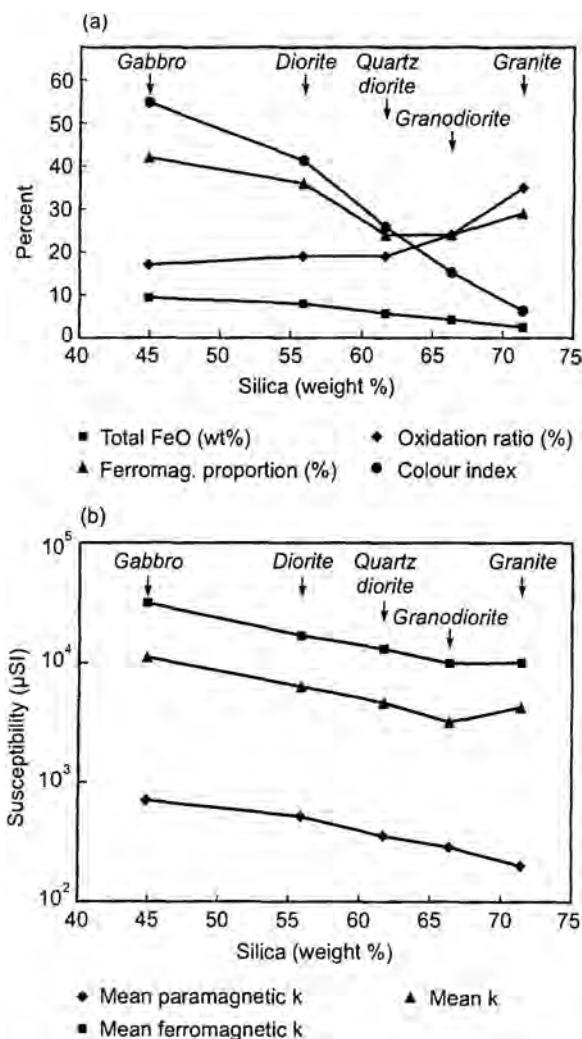 (a)
Gabbro
Diorite
Quartz
diorite
Granite
Granodiorite
60
50
40
30
20
10
0
Percent
40 45 50 55 60 65 70 75
Silica (weight %)
■ Total FeO (wt%) ◆ Oxidation ratio (%)
▲ Ferromag. proportion (%) ● Colour index
(b)
10^5
Gabbro
Diorite
Quartz
diorite
Granite
Granodiorite
10^4
10^3
10^2
Susceptibility (µSI)
40 45 50 55 60 65 70 75
Silica (weight %)
◆ Mean paramagnetic k ▲ Mean k
■ Mean ferromagnetic k